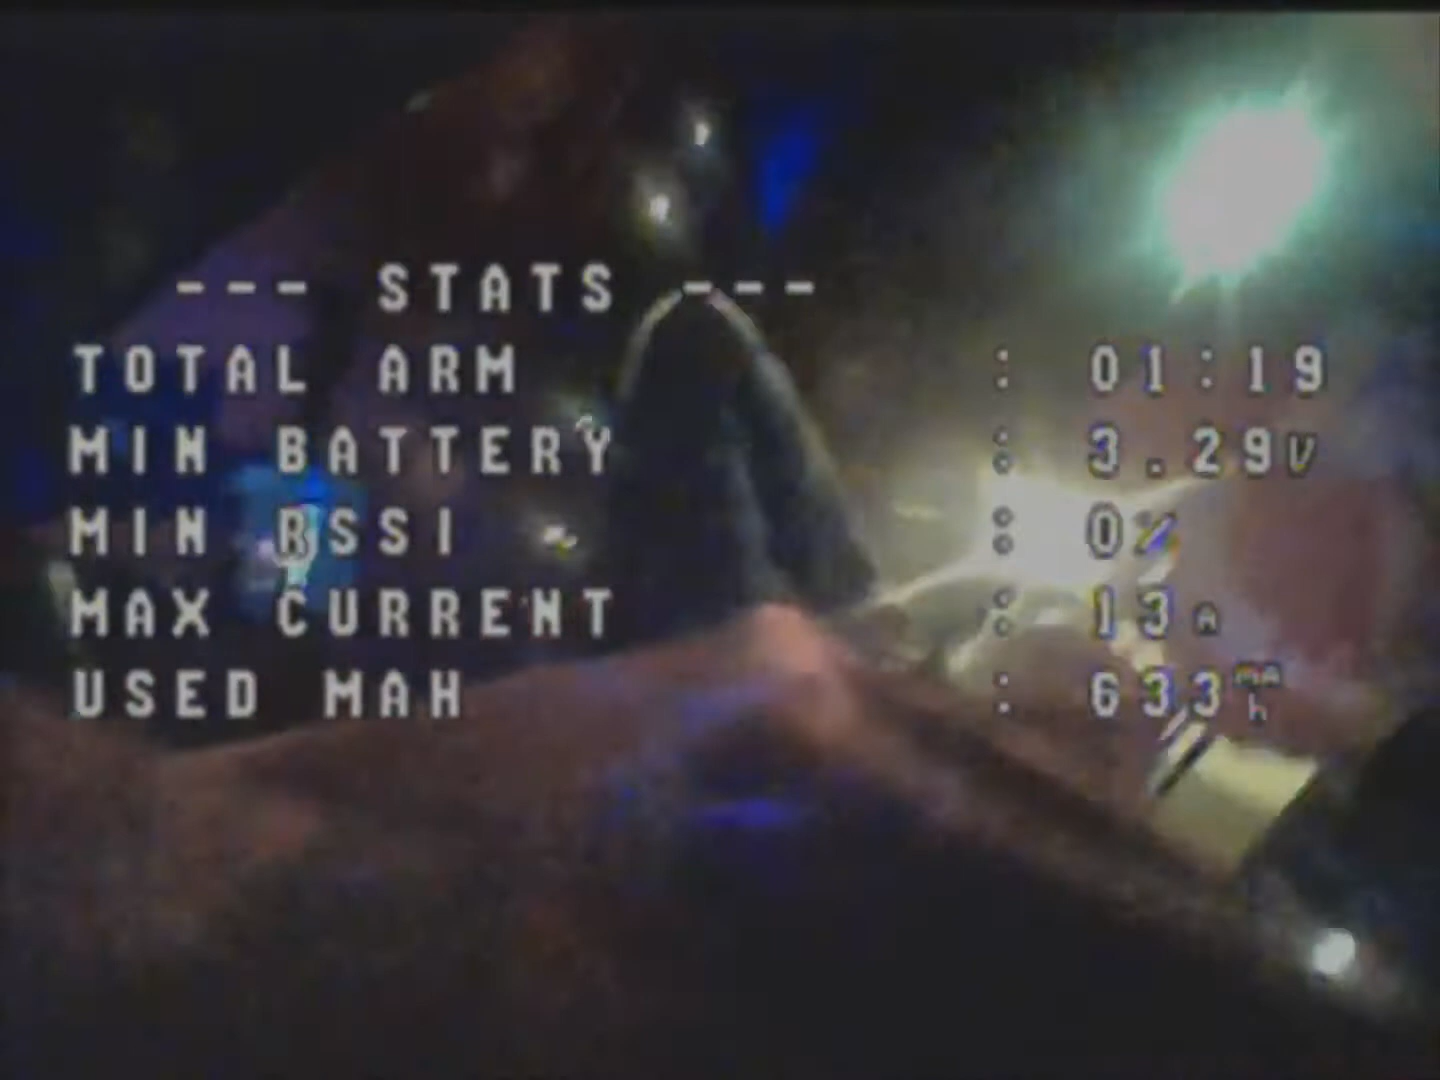 --- STATS ---
TOTAL ARM : 01:19
MIN BATTERY : 3.29V
MIN RSSI : 0%
MAX CURRENT : 13A
USED MAH : 633mAh